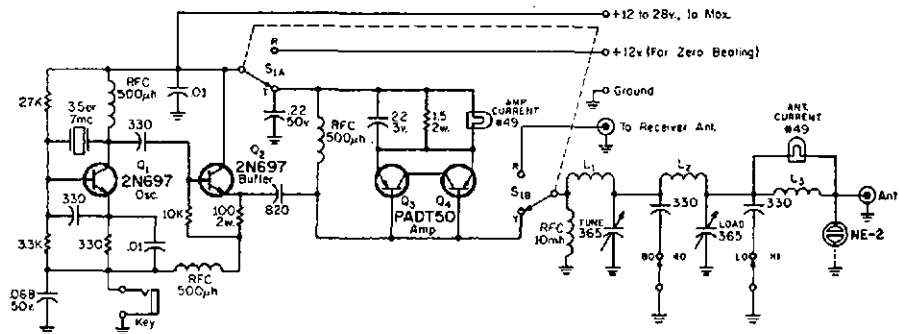 +12 to 28v., 1a Max.
R
+12v (For Zero Beating)
S1A
T
Ground
27K
RFC
500µh
.01
3.5 or
7mc
330
Q1
2N697
Osc.
Q2
2N697
Buffer
.22
50v.
RFC
500µh
.22
3v.
1.5
2w.
AMP
CURRENT
#49
To Receiver Ant.
R
S1B
T
ANT.
CURRENT
#49
L1
L2
L3
Ant
330
10K
100
2w.
820
Q3
Q4
PADT50
Amp
RFC
10mh
TUNE
365
330
LOAD
365
330
NE-2
33K
330
.01
RFC
500µh
80
40
LO
HI
.068
50v.
Key